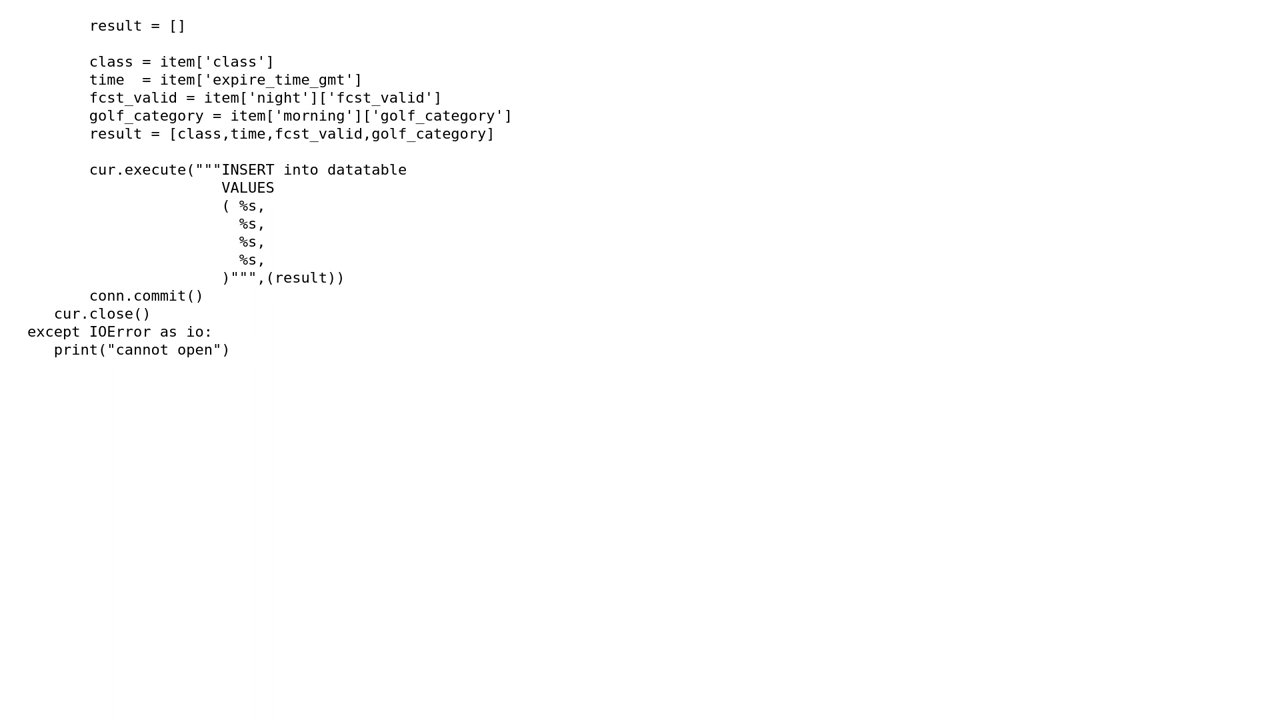 result = []
class = item['class']
time  = item['expire_time_gmt']
fcst_valid = item['night']['fcst_valid']
golf_category = item['morning']['golf_category']
result = [class,time,fcst_valid,golf_category]
cur.execute("""INSERT into datatable
VALUES
( %s,
%s,
%s,
%s,
)""",(result))
conn.commit()
cur.close()
except IOError as io:
print("cannot open")